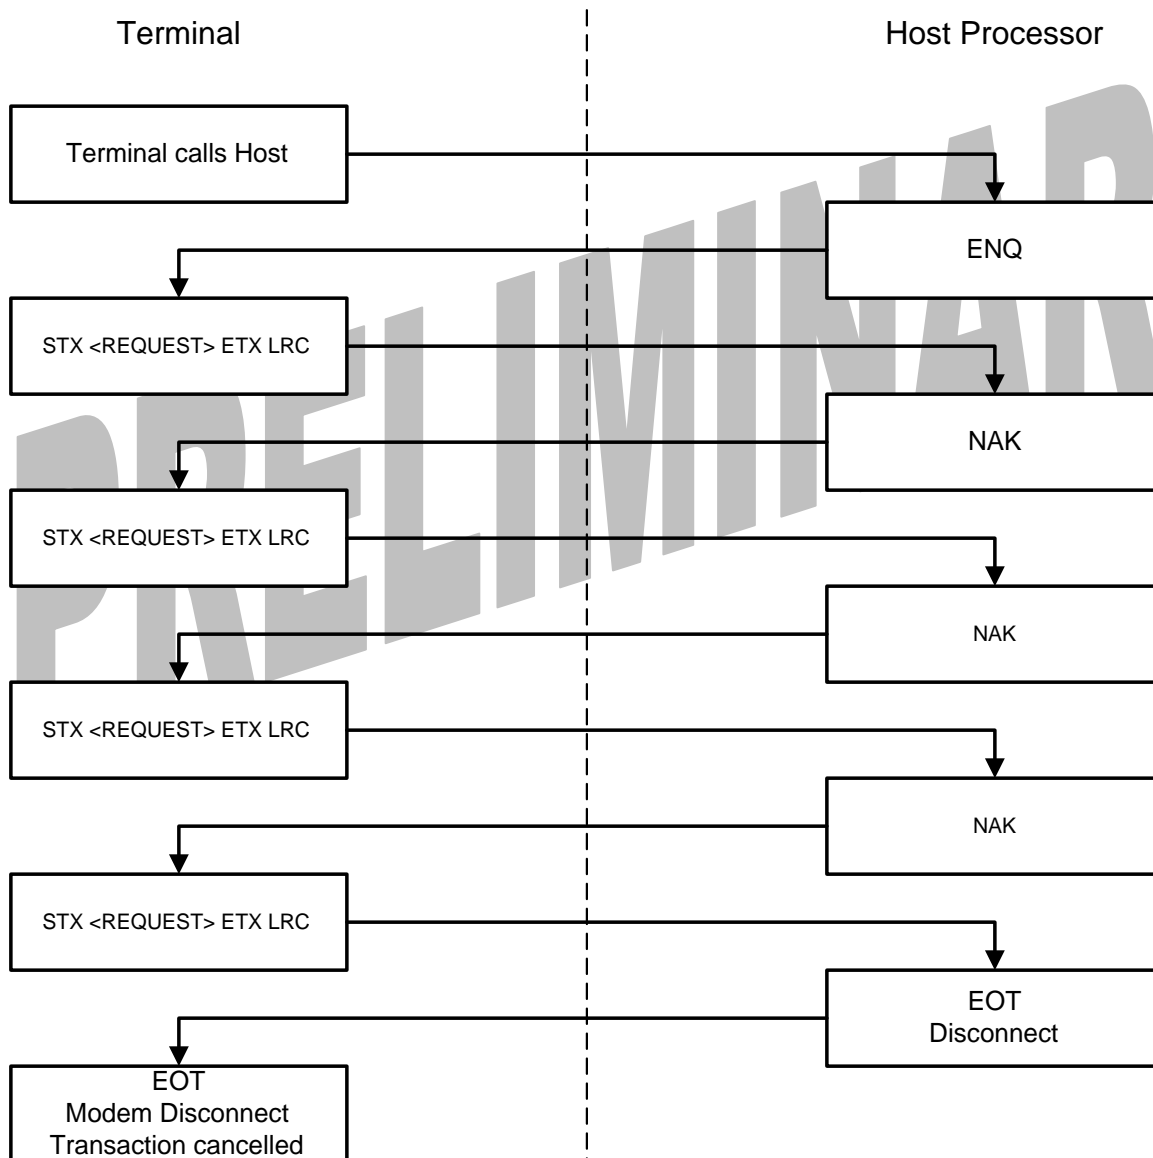 Terminal
Host Processor
Terminal calls Host
ENQ
STX <REQUEST> ETX LRC
NAK
STX <REQUEST> ETX LRC
NAK
STX <REQUEST> ETX LRC
NAK
STX <REQUEST> ETX LRC
EOT
Disconnect
EOT
Modem Disconnect
Transaction cancelled
PRELIMINAR